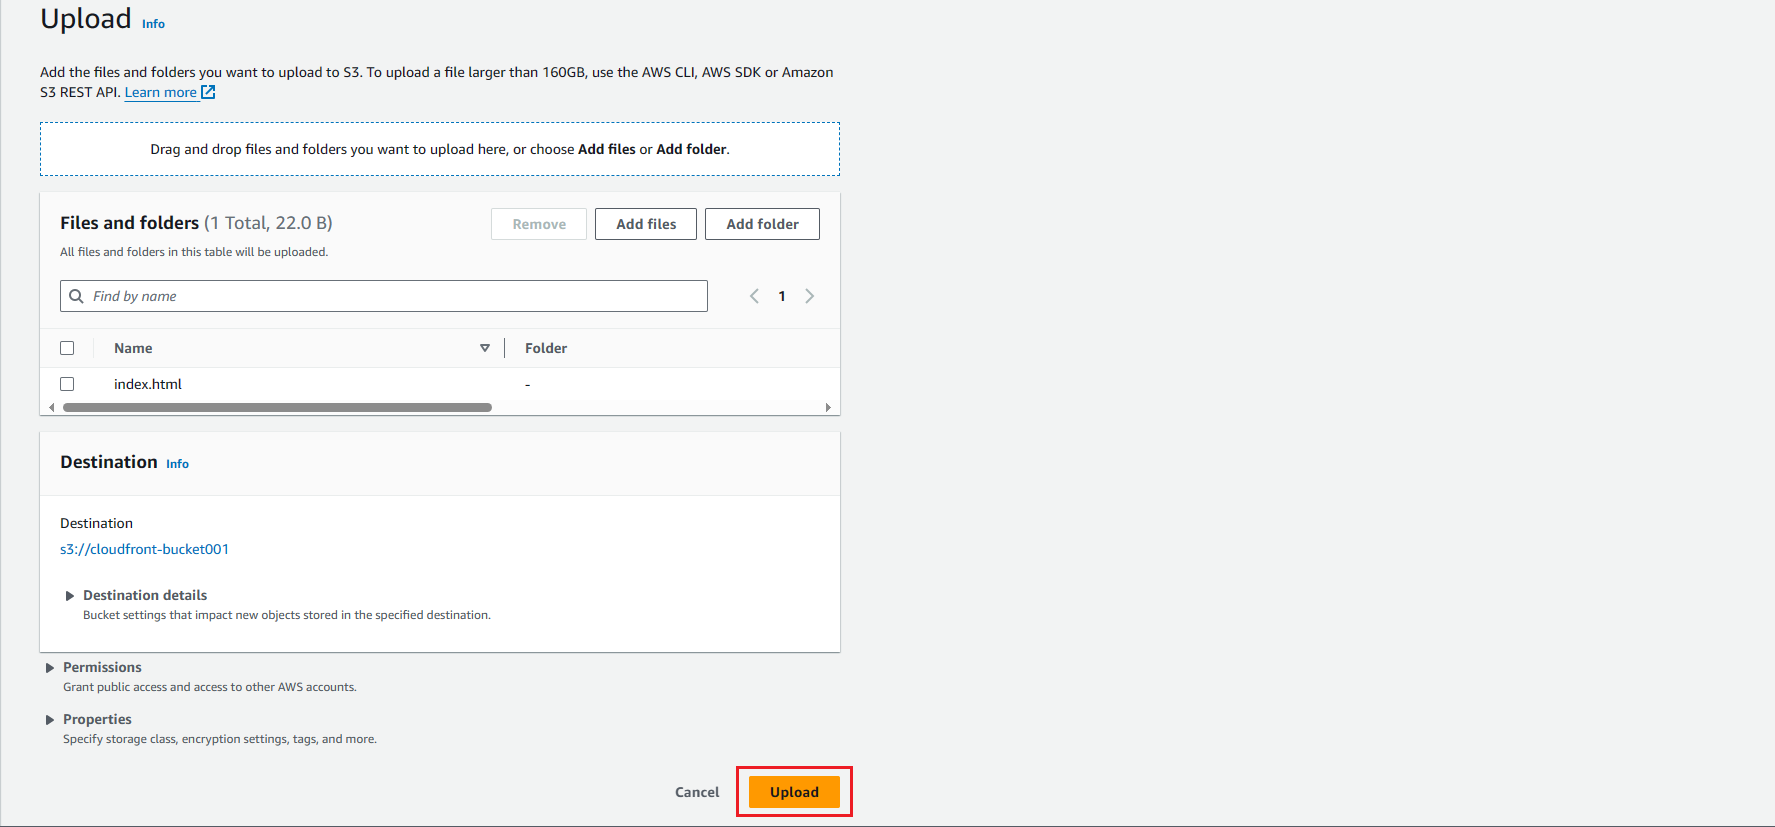 Upload Info
Add the files and folders you want to upload to S3. To upload a file larger than 160GB, use the AWS CLI, AWS SDK or Amazon
S3 REST API. Learn more
Drag and drop files and folders you want to upload here, or choose Add files or Add folder.
Files and folders (1 Total, 22.0 B)
Remove
Add files
Add folder
All files and folders in this table will be uploaded.
Find by name
1
Name
Folder
index.html
-
Destination Info
Destination
s3://cloudfront-bucket001
Destination details
Bucket settings that impact new objects stored in the specified destination.
Permissions
Grant public access and access to other AWS accounts.
Properties
Specify storage class, encryption settings, tags, and more.
Cancel
Upload